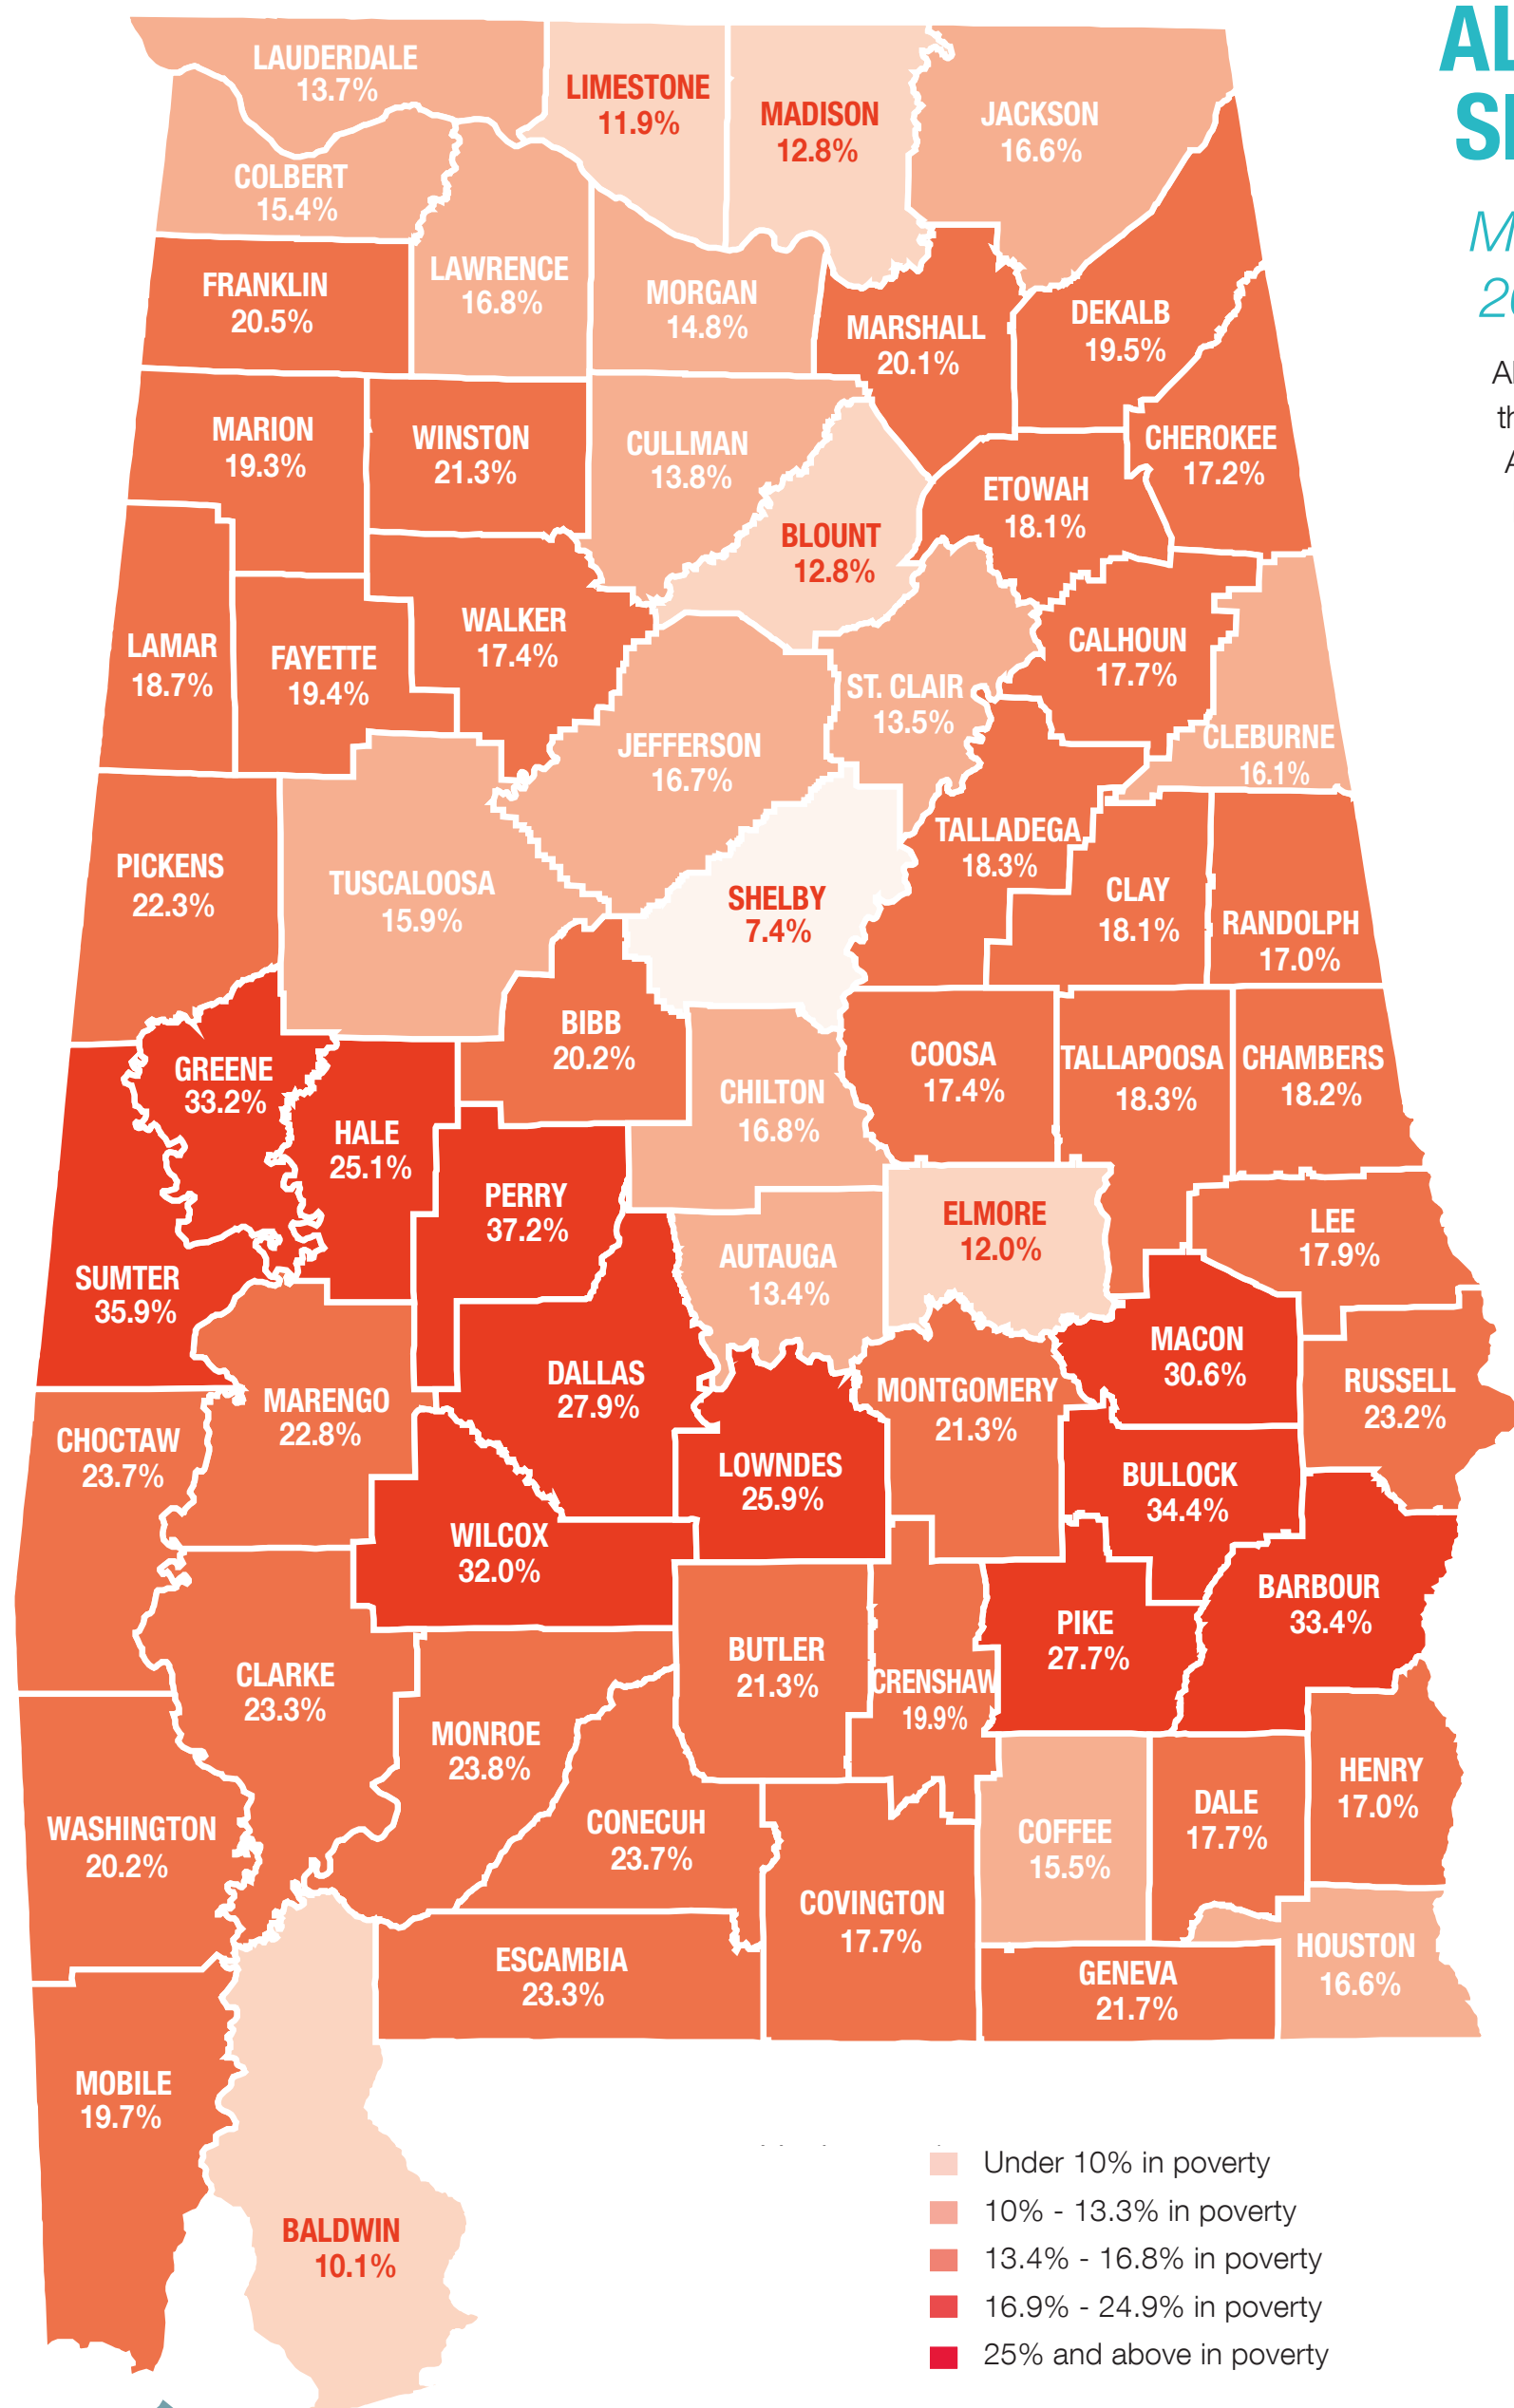 AL
SH
M
20
Al
th
A
LAUDERDALE
13.7%
LIMESTONE
11.9%
MADISON
12.8%
JACKSON
16.6%
COLBERT
15.4%
FRANKLIN
20.5%
LAWRENCE
16.8%
MORGAN
14.8%
MARSHALL
20.1%
DEKALB
19.5%
MARION
19.3%
WINSTON
21.3%
CULLMAN
13.8%
CHEROKEE
17.2%
ETOWAH
18.1%
BLOUNT
12.8%
LAMAR
18.7%
FAYETTE
19.4%
WALKER
17.4%
CALHOUN
17.7%
ST. CLAIR
13.5%
JEFFERSON
16.7%
CLEBURNE
16.1%
PICKENS
22.3%
TUSCALOOSA
15.9%
SHELBY
7.4%
TALLADEGA
18.3%
CLAY
18.1%
RANDOLPH
17.0%
GREENE
33.2%
BIBB
20.2%
COOSA
17.4%
TALLAPOOSA
18.3%
CHAMBERS
18.2%
HALE
25.1%
CHILTON
16.8%
PERRY
37.2%
ELMORE
12.0%
LEE
17.9%
SUMTER
35.9%
AUTAUGA
13.4%
MACON
30.6%
DALLAS
27.9%
MARENGO
22.8%
MONTGOMERY
21.3%
RUSSELL
23.2%
CHOCTAW
23.7%
LOWNDES
25.9%
BULLOCK
34.4%
WILCOX
32.0%
BARBOUR
33.4%
PIKE
27.7%
BUTLER
21.3%
CRENSHAW
19.9%
CLARKE
23.3%
MONROE
23.8%
HENRY
17.0%
DALE
17.7%
COFFEE
15.5%
CONECUH
23.7%
WASHINGTON
20.2%
COVINGTON
17.7%
HOUSTON
16.6%
ESCAMBIA
23.3%
GENEVA
21.7%
MOBILE
19.7%
BALDWIN
10.1%
Under 10% in poverty
10% - 13.3% in poverty
13.4% - 16.8% in poverty
16.9% - 24.9% in poverty
25% and above in poverty